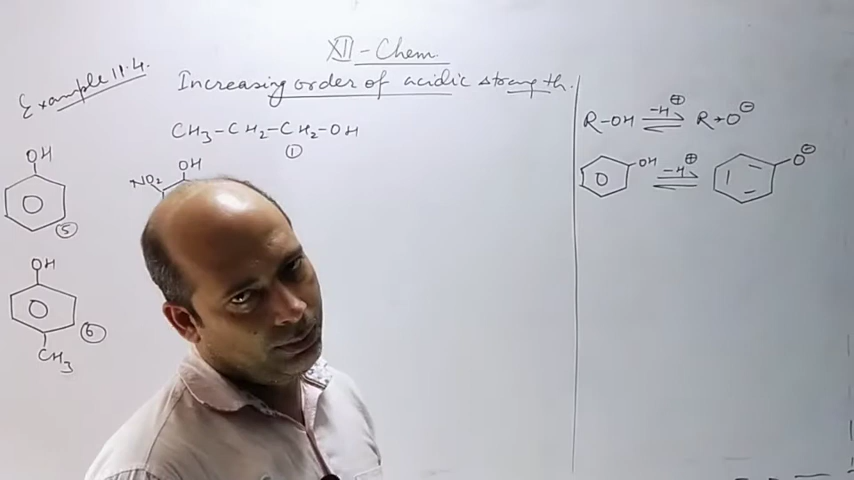 XII - Chem.
Example 11.4.
Increasing order of acidic strength.
CH3-CH2-CH2-OH
1
OH
5
NO2
OH
OH
6
CH3
R-OH ⇌ -H⊕ R→O⊖
OH ⇌ -H⊕ O⊖